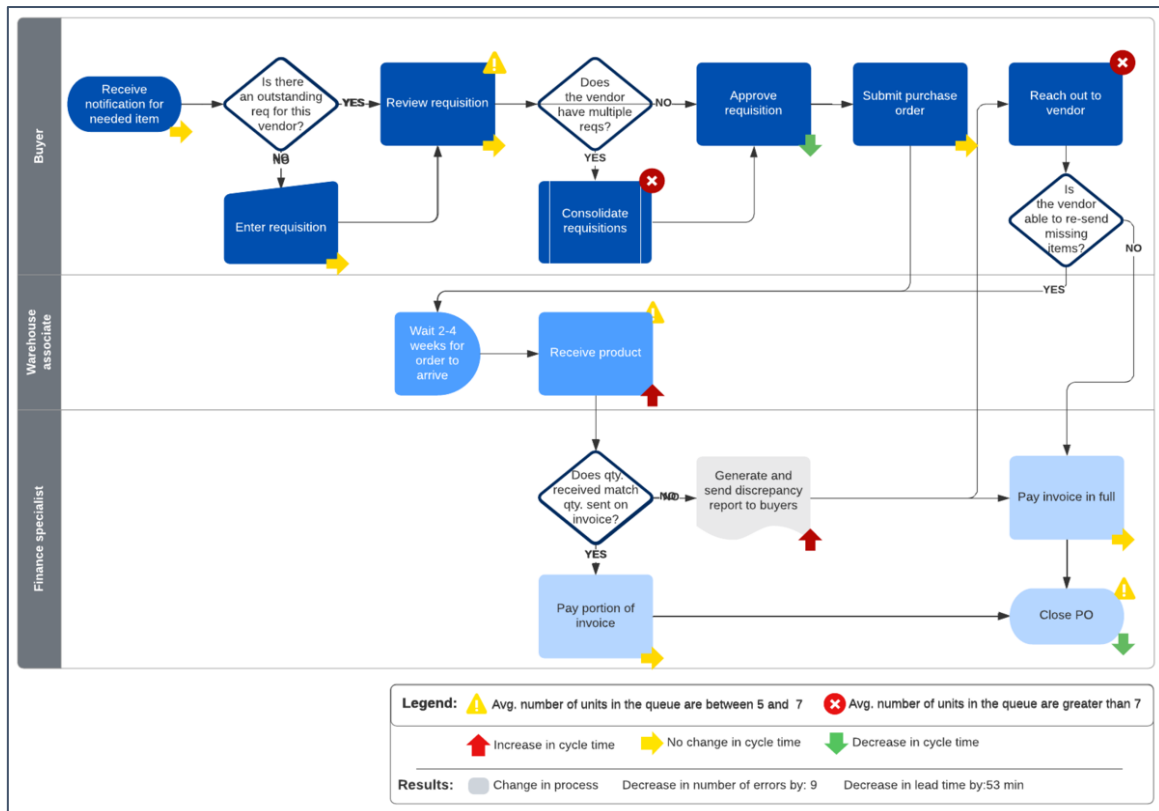 Buyer
Receive
notification for
needed item
Is there
an outstanding
req for this
vendor?
YES
NO
Enter requisition
Review requisition
Does
the vendor
have multiple
reqs?
NO
YES
Consolidate
requisitions
Approve
requisition
Submit purchase
order
Reach out to
vendor
Is
the vendor
able to re-send
missing
items?
NO
YES
Warehouse
associate
Wait 2-4
weeks for
order to
arrive
Receive product
Finance specialist
Does qty.
received match
qty. sent on
invoice?
NO
YES
Generate and
send discrepancy
report to buyers
Pay invoice in full
Pay portion of
invoice
Close PO
Legend: Avg. number of units in the queue are between 5 and 7 Avg. number of units in the queue are greater than 7
Increase in cycle time No change in cycle time Decrease in cycle time
Results: Change in process Decrease in number of errors by: 9 Decrease in lead time by:53 min